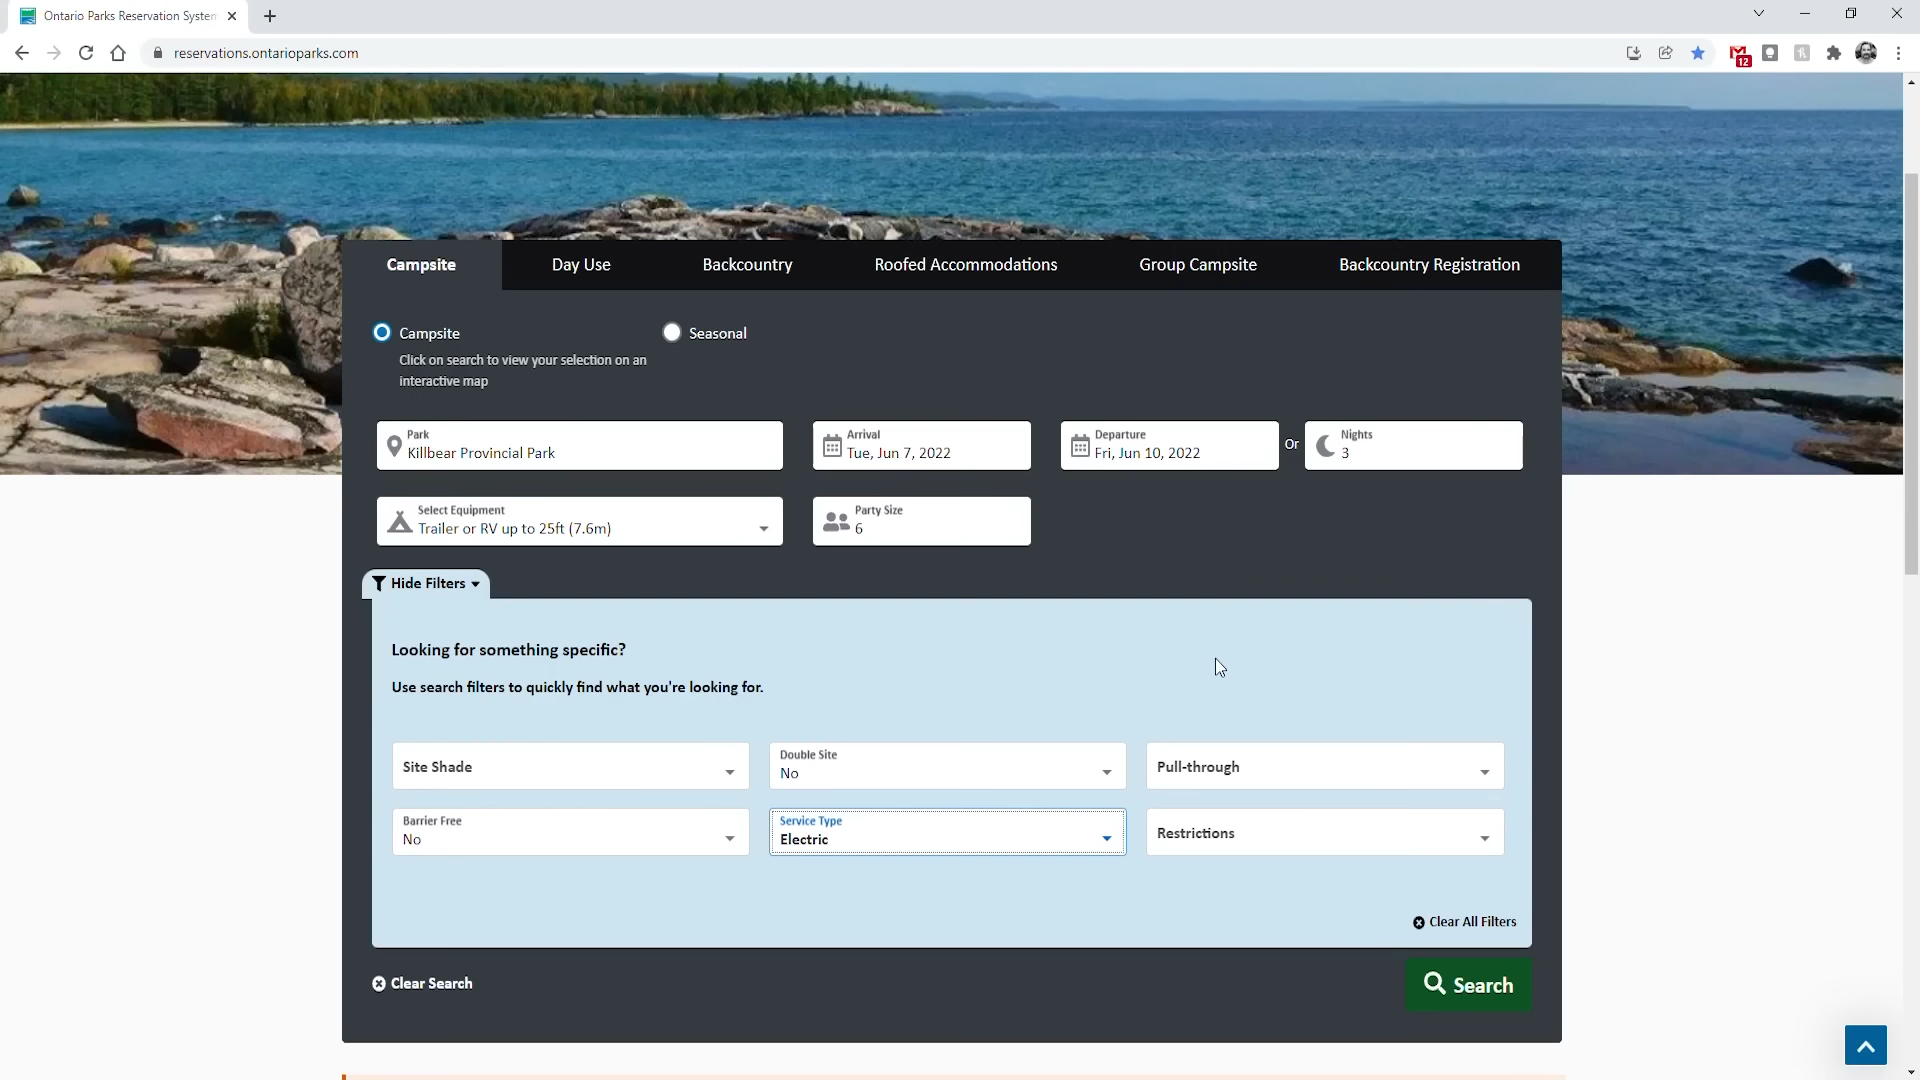 Ontario Parks Reservation System
reservations.ontarioparks.com
12
Campsite
Day Use
Backcountry
Roofed Accommodations
Group Campsite
Backcountry Registration
Campsite
Seasonal
Click on search to view your selection on an
interactive map
Park
Killbear Provincial Park
Arrival
Tue, Jun 7, 2022
Departure
Fri, Jun 10, 2022
Or
Nights
3
Select Equipment
Trailer or RV up to 25ft (7.6m)
Party Size
6
Hide Filters
Looking for something specific?
Use search filters to quickly find what you're looking for.
Site Shade
Double Site
No
Pull-through
Barrier Free
No
Service Type
Electric
Restrictions
Clear All Filters
Clear Search
Search